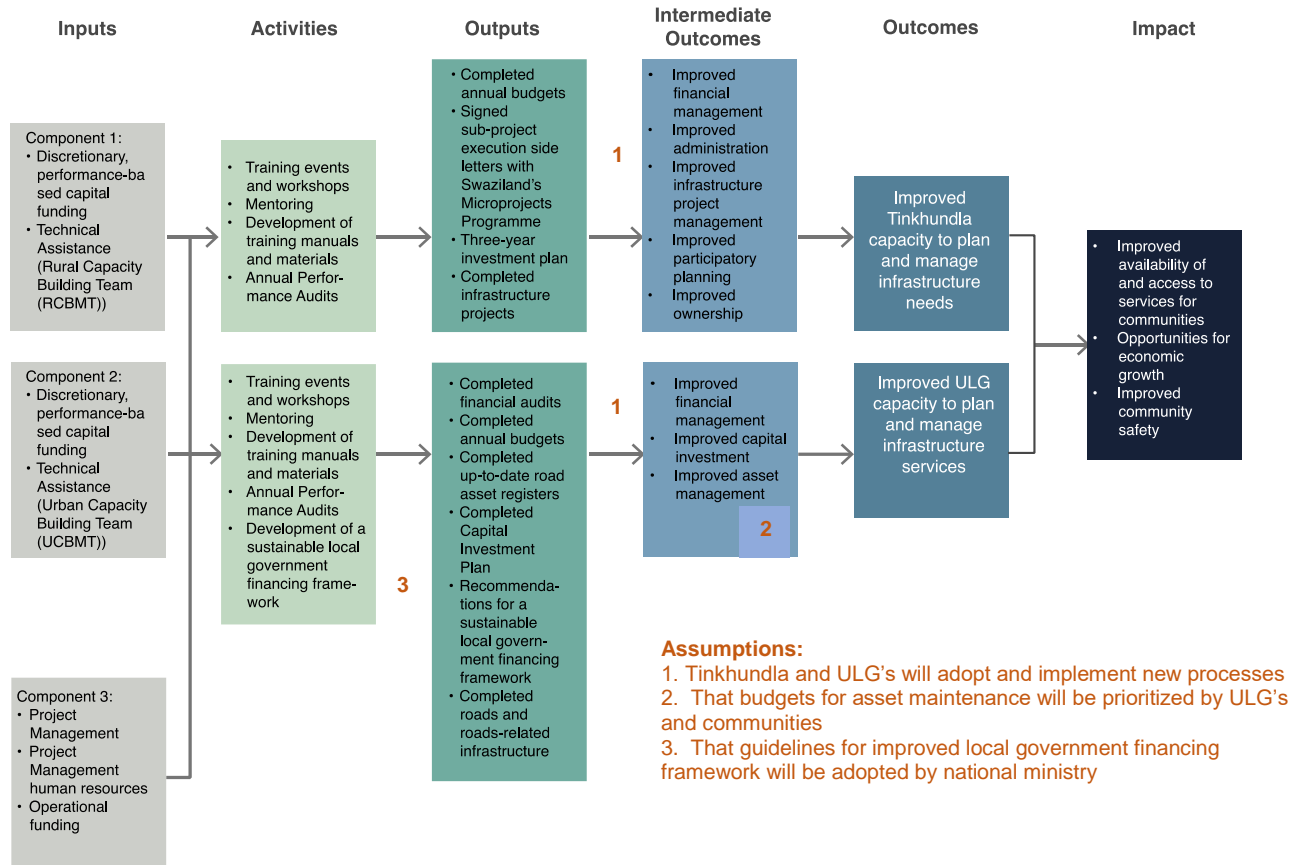 Inputs
Activities
Outputs
Intermediate
Outcomes
Outcomes
Impact
Component 1:
• Discretionary,
performance-ba
sed capital
funding
• Technical
Assistance
(Rural Capacity
Building Team
(RCBMT))
• Training events
and workshops
• Mentoring
• Development of
training manuals
and materials
• Annual Perfor-
mance Audits
• Completed
annual budgets
• Signed
sub-project
execution side
letters with
Swaziland's
Microprojects
Programme
• Three-year
investment plan
• Completed
infrastructure
projects
1
• Improved
financial
management
• Improved
administration
• Improved
infrastructure
project
management
• Improved
participatory
planning
• Improved
ownership
Improved
Tinkhundla
capacity to plan
and manage
infrastructure
needs
• Improved
availability of
and access to
services for
communities
• Opportunities for
economic
growth
• Improved
community
safety
Component 2:
• Discretionary,
performance-ba
sed capital
funding
• Technical
Assistance
(Urban Capacity
Building Team
(UCBMT))
• Training events
and workshops
• Mentoring
• Development of
training manuals
and materials
• Annual Perfor-
mance Audits
• Development of a
sustainable local
government
financing frame-
work
3
• Completed
financial audits
• Completed
annual budgets
• Completed
up-to-date road
asset registers
• Completed
Capital
Investment
Plan
• Recommenda-
tions for a
sustainable
local govern-
ment financing
framework
• Completed
roads and
roads-related
infrastructure
1
• Improved
financial
management
• Improved capital
investment
• Improved asset
management
2
Improved ULG
capacity to plan
and manage
infrastructure
services
Component 3:
• Project
Management
• Project
Management
human resources
• Operational
funding
Assumptions:
1. Tinkhundla and ULG's will adopt and implement new processes
2. That budgets for asset maintenance will be prioritized by ULG's
and communities
3. That guidelines for improved local government financing
framework will be adopted by national ministry